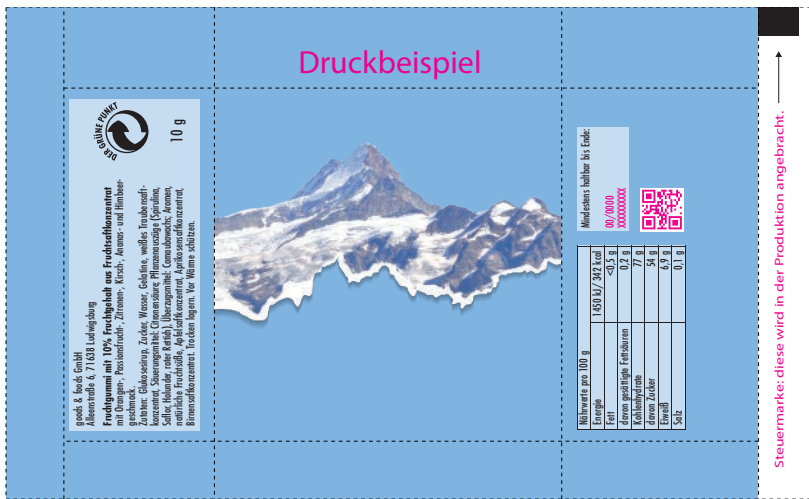 Druckbeispiel
DER GRÜNE PUNKT
10 g
goods & foods GmbH
Alleenstraße 6, 71638 Ludwigsburg
Fruchtgummi mit 10% Fruchtgehalt aus Fruchtsaftkonzentrat
mit Orangen-, Passionsfrucht-, Zitronen-, Kirsch-, Ananas- und Himbeer-
geschmack.
Zutaten: Glukosesirup, Zucker, Wasser, Gelatine, weißes Traubensaft-
konzentrat, Säuerungsmittel: Citronensäure; Pflanzenauszüge (Spirulina,
Saflor, Holunder, roter Rettich), Überzugsmittel: Carnaubawachs; Aromen,
natürliche Fruchtsüße, Apfelsaftkonzentrat, Aprikosensaftkonzentrat,
Birnensaftkonzentrat. Trocken lagern. Vor Wärme schützen.
Mindestens haltbar bis Ende:
00/0000
XXXXXXXXXX
Nährwerte pro 100 g
Energie 1450 kJ/ 342 kcal
Fett <0,5 g
davon gesättigte Fettsäuren 0,2 g
Kohlenhydrate 77 g
davon Zucker 54 g
Eiweiß 6,9 g
Salz 0,1 g
Steuermarke: diese wird in der Produktion angebracht.